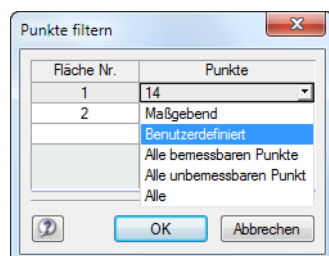 Punkte filtern
Fläche Nr. Punkte
1 14
2 Maßgebend
Benutzerdefiniert
Alle bemessbaren Punkte
Alle unbemessbaren Punkt
Alle
OK Abbrechen